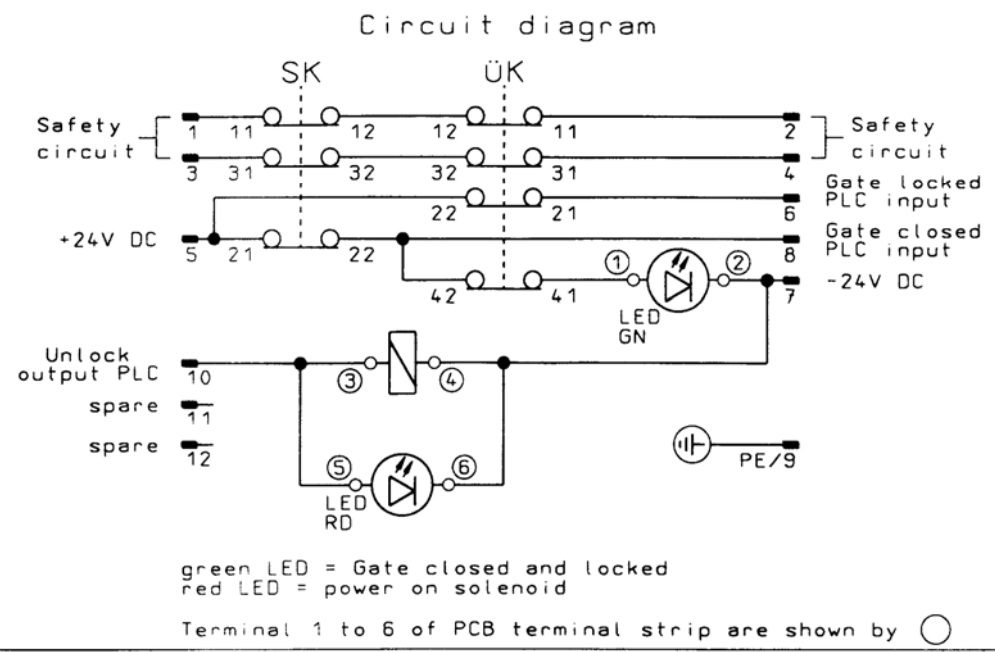 Circuit diagram
SK ÜK
Safety circuit 1 11 12 12 11 2 Safety circuit
3 31 32 32 31 4
22 21 6 Gate locked PLC input
+24V DC 5 21 22 8 Gate closed PLC input
42 41 1 2 7 -24V DC
LED GN
Unlock output PLC 10 3 4
spare 11
spare 12
PE/9
5 6
LED RD
green LED = Gate closed and locked
red LED = power on solenoid
Terminal 1 to 6 of PCB terminal strip are shown by